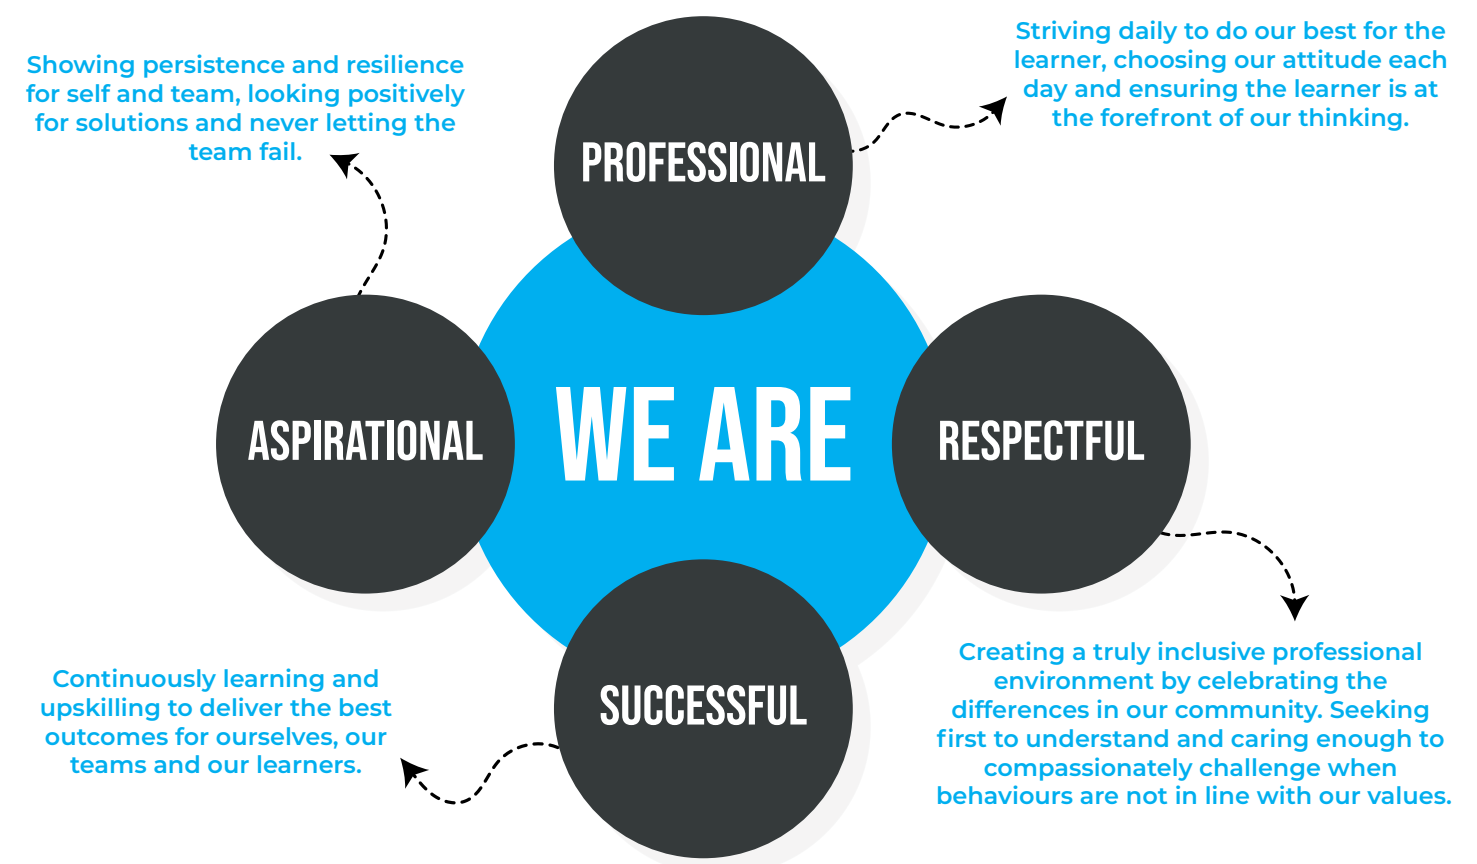 Showing persistence and resilience
for self and team, looking positively
for solutions and never letting the
team fail.
PROFESSIONAL
Striving daily to do our best for the
learner, choosing our attitude each
day and ensuring the learner is at
the forefront of our thinking.
ASPIRATIONAL
WE ARE
RESPECTFUL
Continuously learning and
upskilling to deliver the best
outcomes for ourselves, our
teams and our learners.
SUCCESSFUL
Creating a truly inclusive professional
environment by celebrating the
differences in our community. Seeking
first to understand and caring enough to
compassionately challenge when
behaviours are not in line with our values.